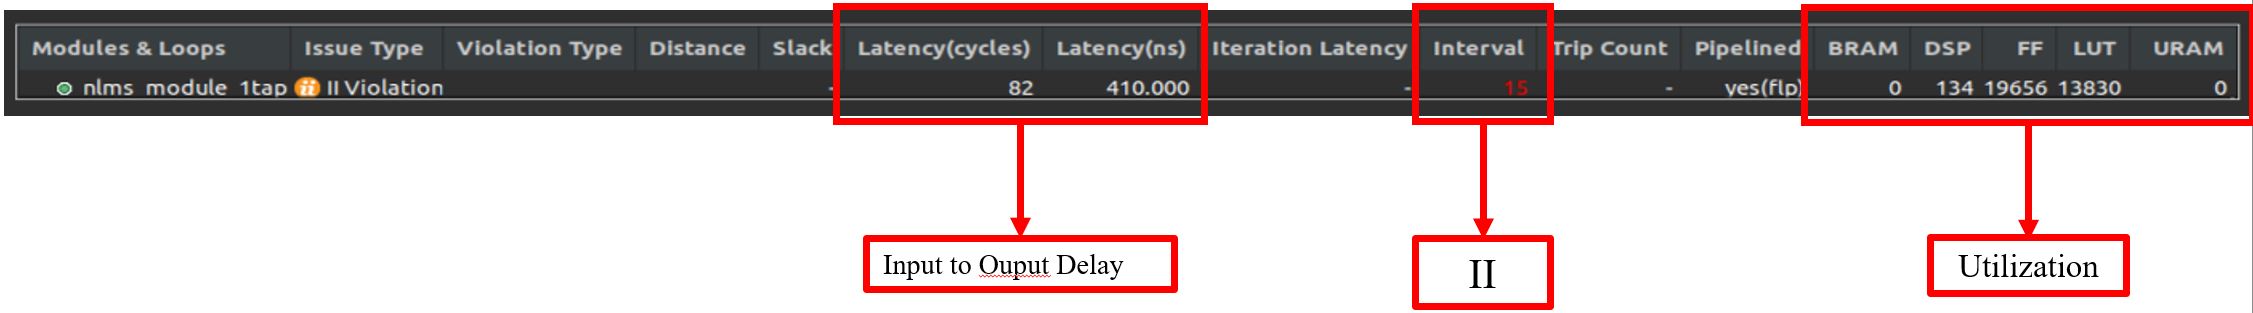 Modules & Loops Issue Type Violation Type Distance Slack Latency(cycles) Latency(ns) Iteration Latency Interval Trip Count Pipelined BRAM DSP FF LUT URAM
nlms_module_1tap II Violation - 82 410.000 - 15 - yes(flp) 0 134 19656 13830 0
Input to Ouput Delay
II
Utilization